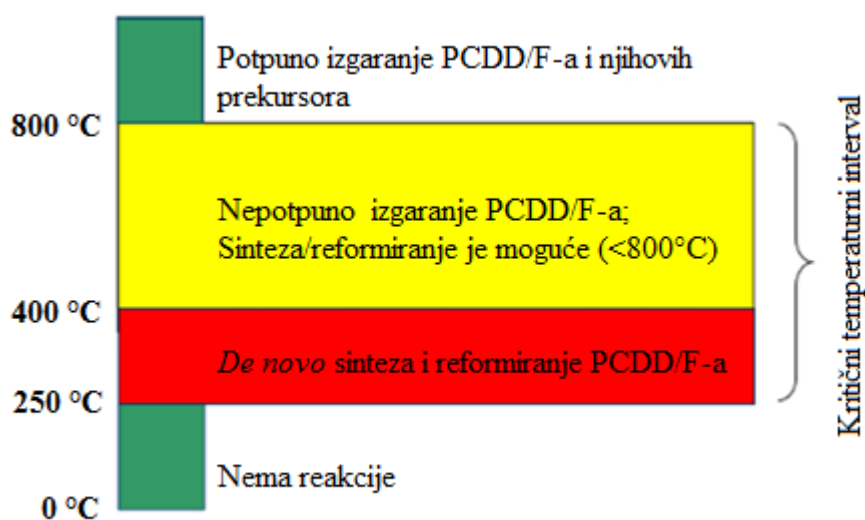 Potpuno izgaranje PCDD/F-a i njihovih
prekursora
800 °C
Nepotpuno izgaranje PCDD/F-a;
Sinteza/reformiranje je moguće (<800°C)
400 °C
De novo sinteza i reformiranje PCDD/F-a
250 °C
Nema reakcije
0 °C
Kritični temperaturni interval